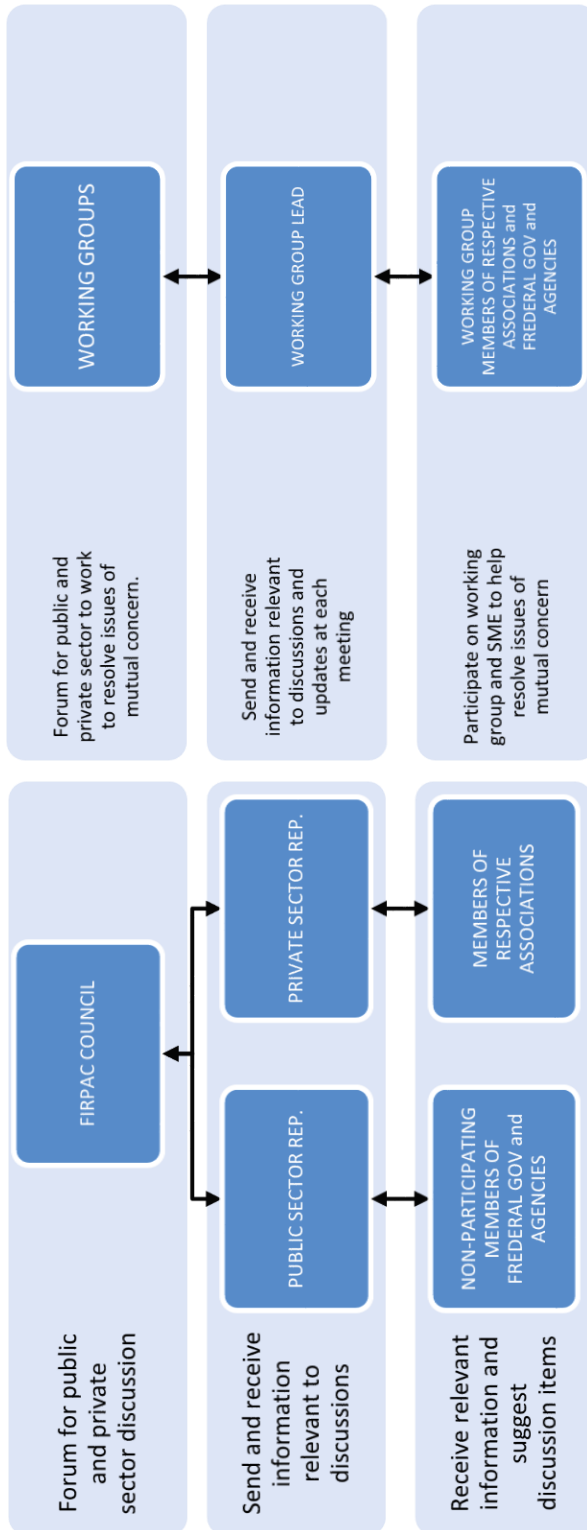 Forum for public
and private
sector discussion
FIRPAC COUNCIL
Send and receive
information
relevant to
discussions
PUBLIC SECTOR REP.
PRIVATE SECTOR REP.
Receive relevant
information and
suggest
discussion items
NON-PARTICIPATING
MEMBERS OF
FREDERAL GOV and
AGENCIES
MEMBERS OF
RESPECTIVE
ASSOCIATIONS
Forum for public and
private sector to work
to resolve issues of
mutual concern.
WORKING GROUPS
Send and receive
information relevant
to discussions and
updates at each
meeting
WORKING GROUP LEAD
Participate on working
group and SME to help
resolve issues of
mutual concern
WORKING GROUP
MEMBERS OF RESPECTIVE
ASSOCIATIONS and
FREDERAL GOV and
AGENCIES